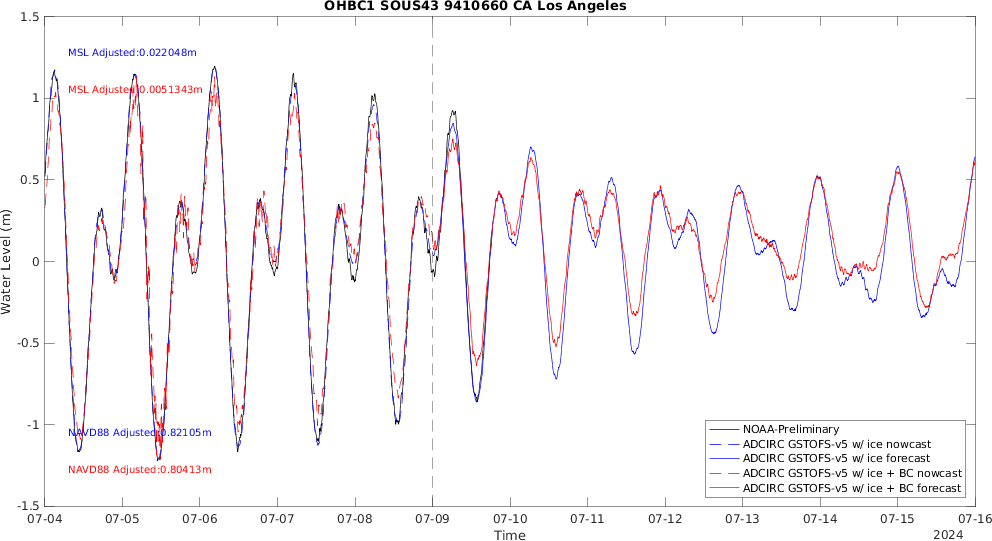 OHBC1 SOUS43 9410660 CA Los Angeles
1.5
MSL Adjusted:0.022048m
MSL Adjusted:0.0051343m
1
0.5
0
-0.5
-1
-1.5
Water Level (m)
NAVD88 Adjusted:0.82105m
NAVD88 Adjusted:0.80413m
NOAA-Preliminary
ADCIRC GSTOFS-v5 w/ ice nowcast
ADCIRC GSTOFS-v5 w/ ice forecast
ADCIRC GSTOFS-v5 w/ ice + BC nowcast
ADCIRC GSTOFS-v5 w/ ice + BC forecast
07-04 07-05 07-06 07-07 07-08 07-09 07-10 07-11 07-12 07-13 07-14 07-15 07-16
Time
2024